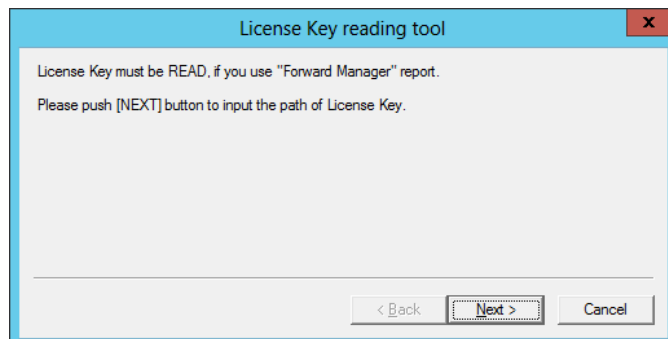 License Key reading tool
x
License Key must be READ, if you use "Forward Manager" report.
Please push [NEXT] button to input the path of License Key.
< Back
Next >
Cancel